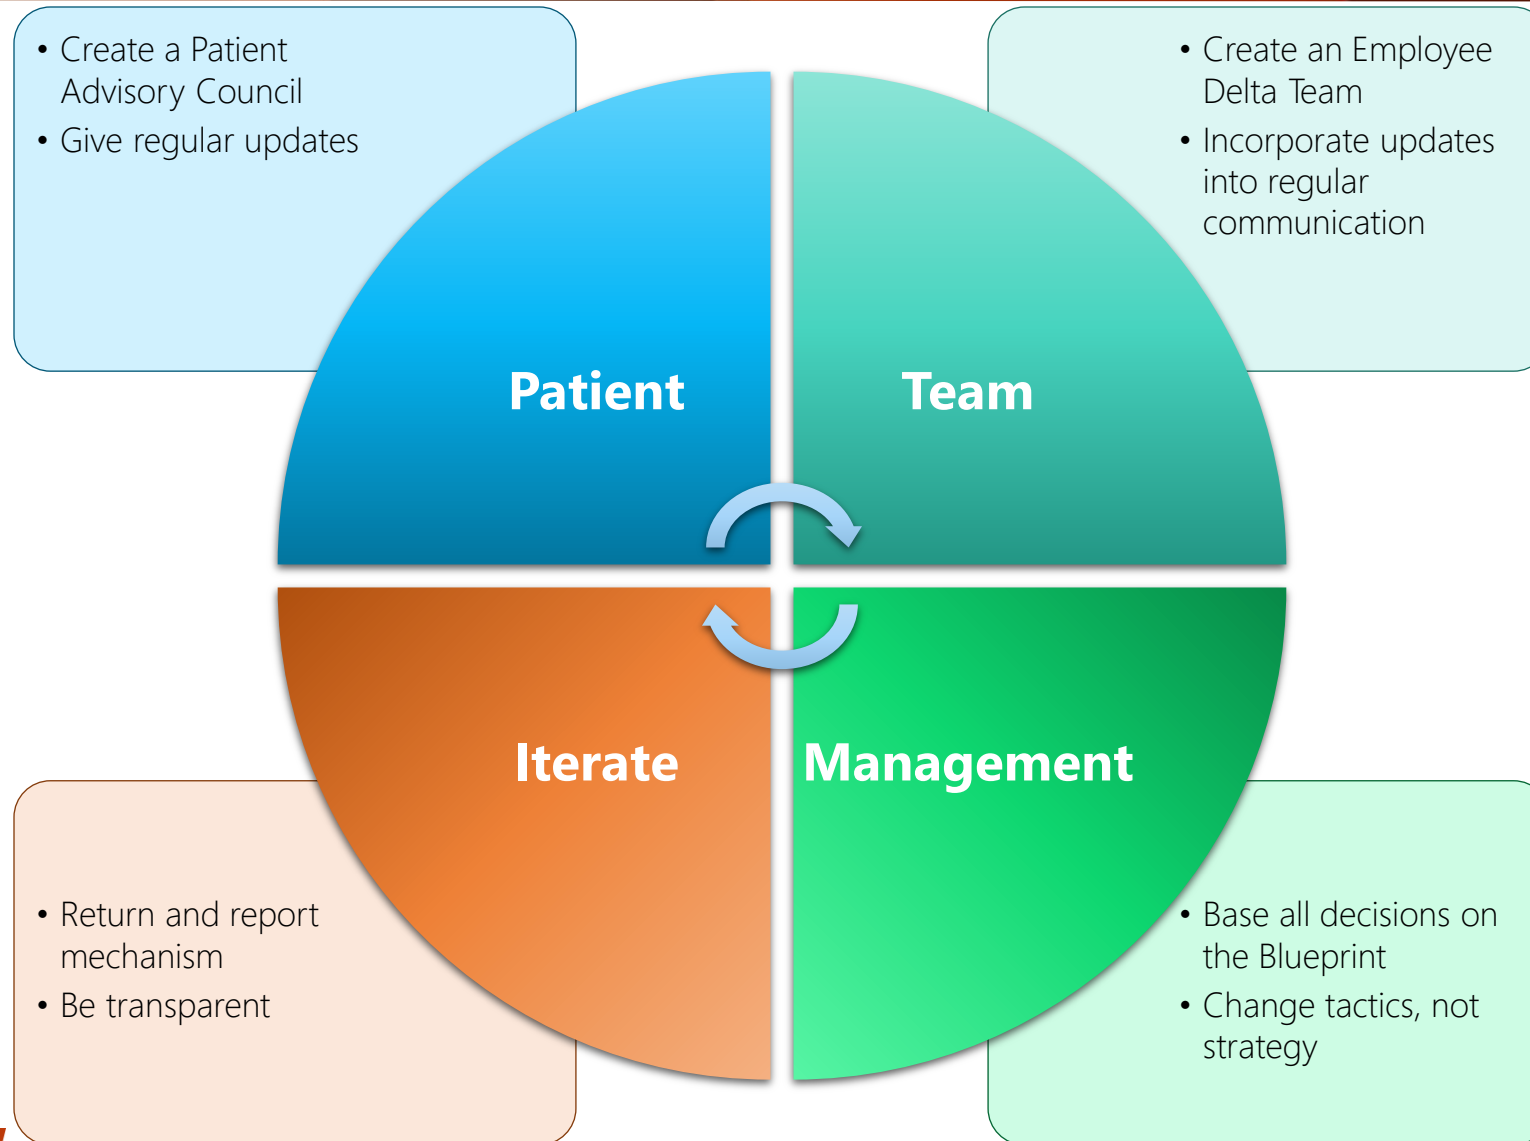 • Create a Patient
Advisory Council
• Give regular updates
• Create an Employee
Delta Team
• Incorporate updates
into regular
communication
Patient
Team
Iterate
Management
• Return and report
mechanism
• Be transparent
• Base all decisions on
the Blueprint
• Change tactics, not
strategy